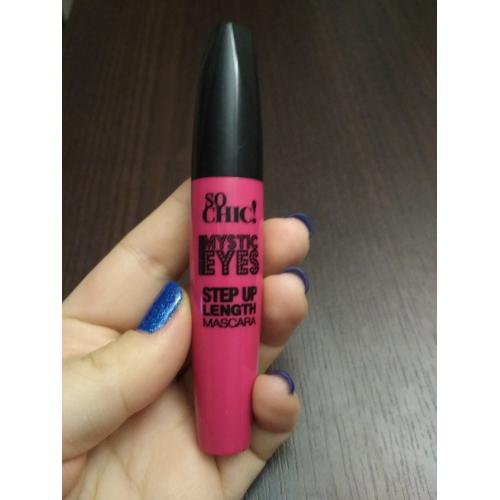 SO
CHIC!
MYSTIC
EYES
STEP UP
LENGTH
MASCARA